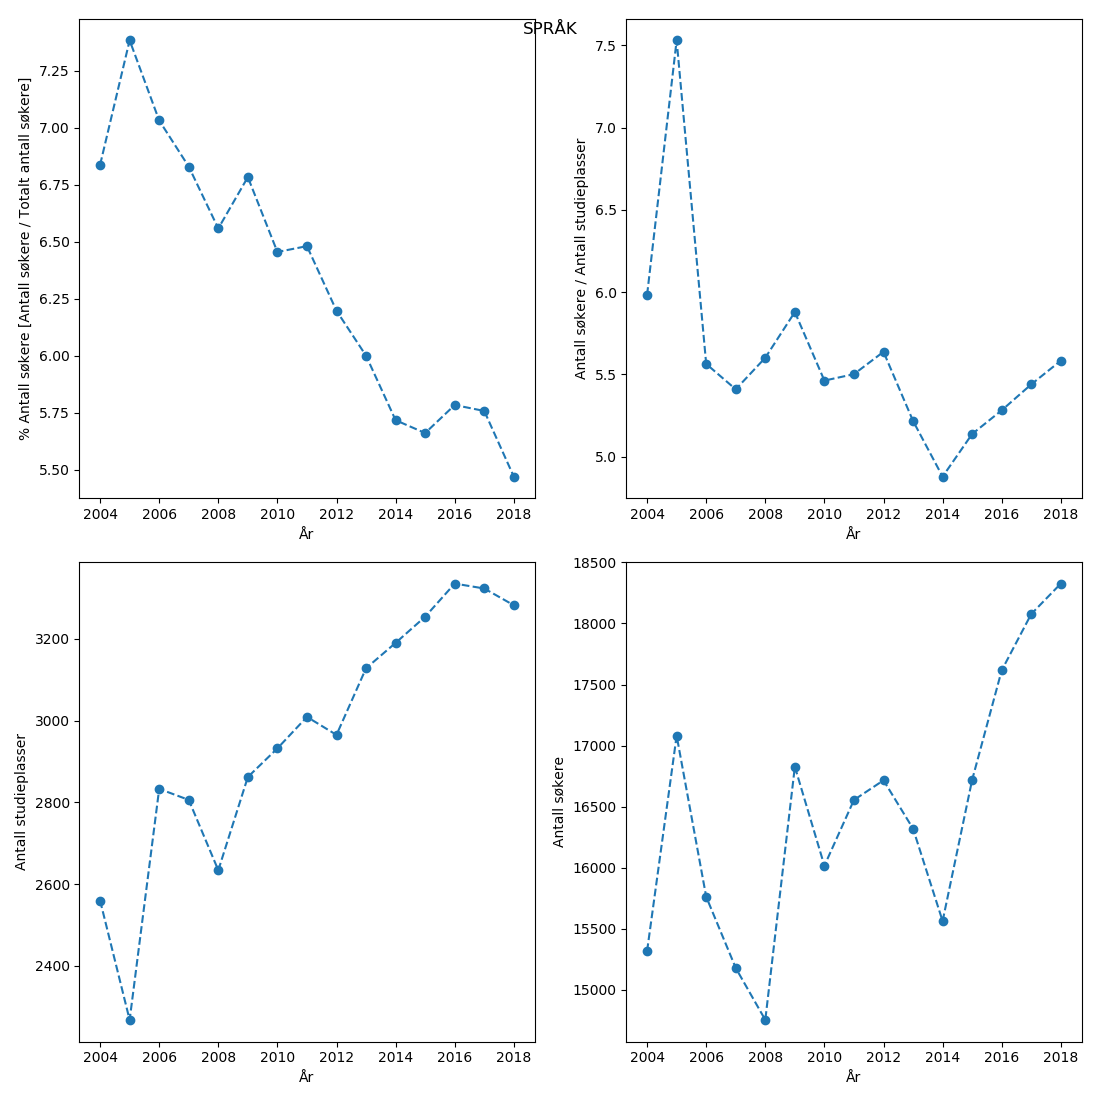 SPRÅK
% Antall søkere [Antall søkere / Totalt antall søkere]
7.25
7.00
6.75
6.50
6.25
6.00
5.75
5.50
2004 2006 2008 2010 2012 2014 2016 2018
År
Antall søkere / Antall studieplasser
7.5
7.0
6.5
6.0
5.5
5.0
2004 2006 2008 2010 2012 2014 2016 2018
År
Antall studieplasser
3200
3000
2800
2600
2400
2004 2006 2008 2010 2012 2014 2016 2018
År
Antall søkere
18500
18000
17500
17000
16500
16000
15500
15000
2004 2006 2008 2010 2012 2014 2016 2018
År